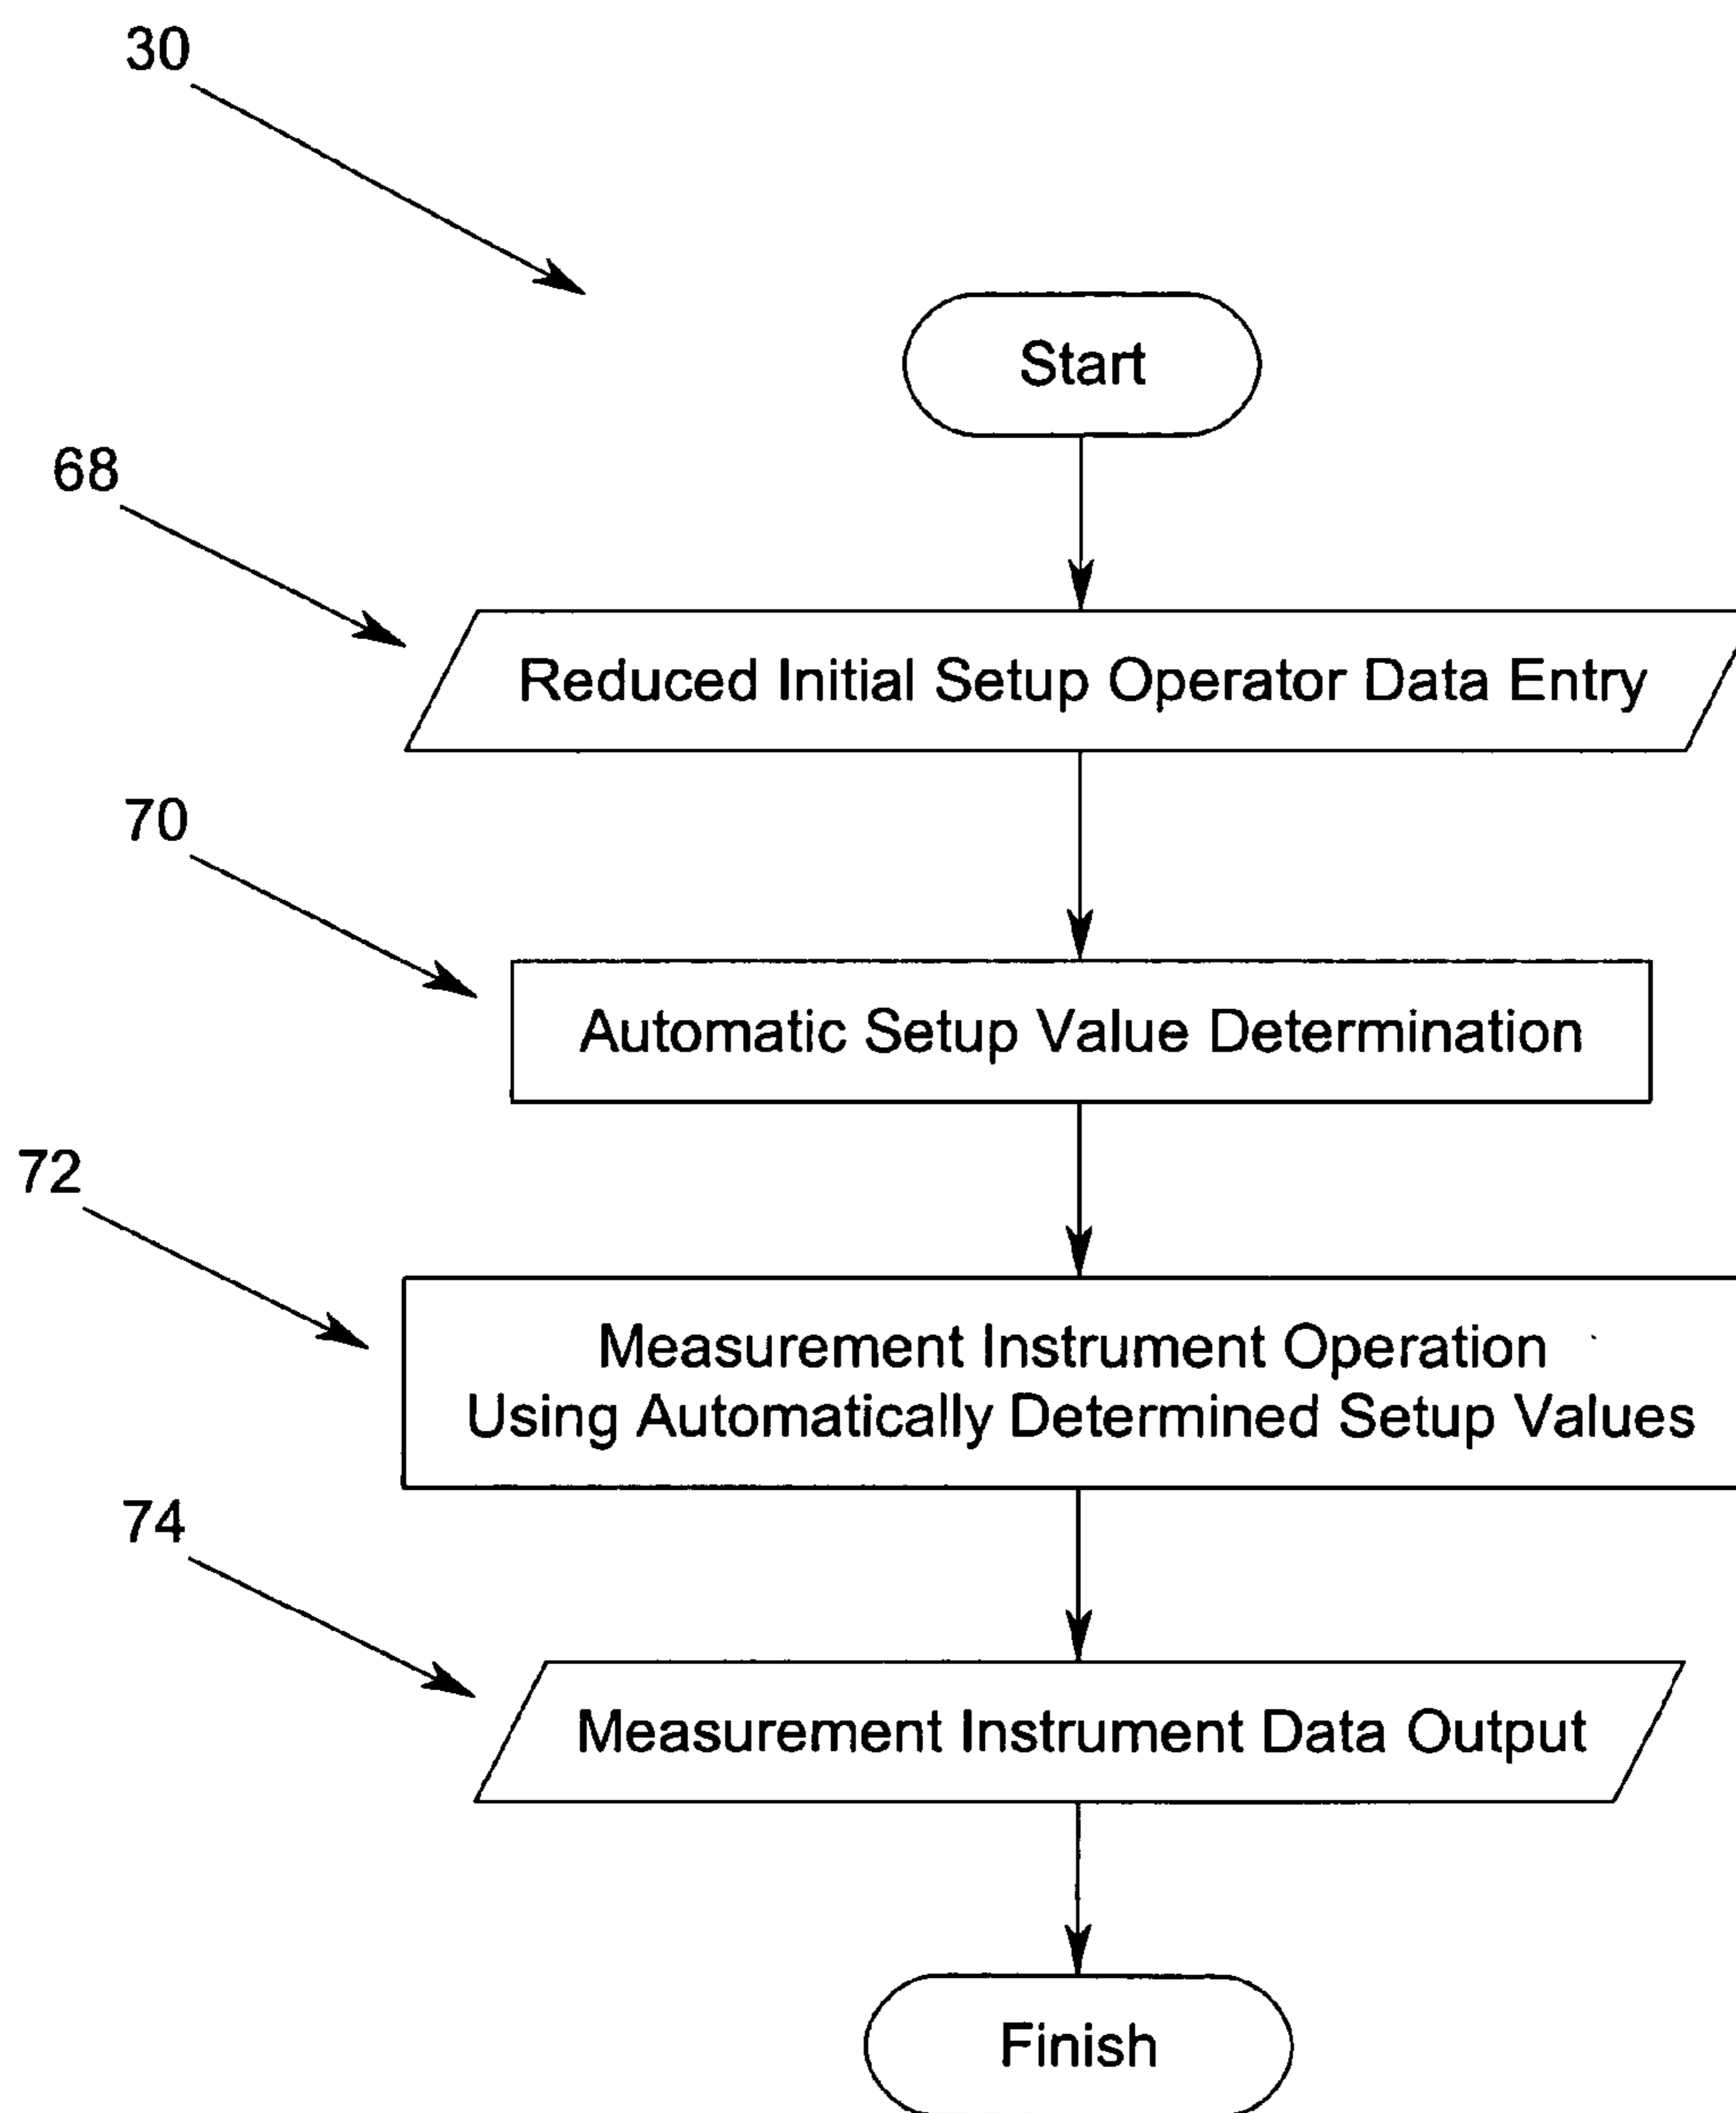 30
Start
68
Reduced Initial Setup Operator Data Entry
70
Automatic Setup Value Determination
72
Measurement Instrument Operation
Using Automatically Determined Setup Values
74
Measurement Instrument Data Output
Finish